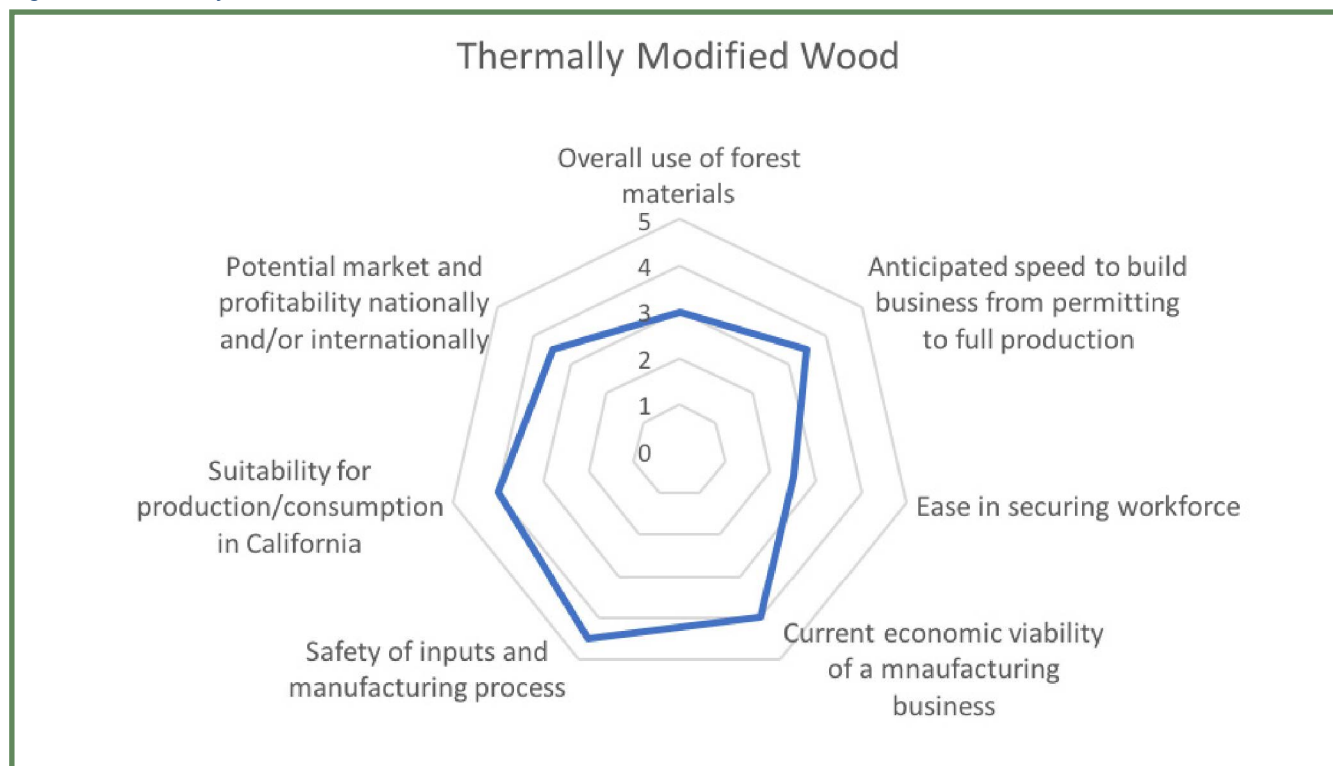 Thermally Modified Wood
Overall use of forest
materials
5
4
3
2
1
0
Anticipated speed to build
business from permitting
to full production
Ease in securing workforce
Current economic viability
of a mnaufacturing
business
Safety of inputs and
manufacturing process
Suitability for
production/consumption
in California
Potential market and
profitability nationally
and/or internationally